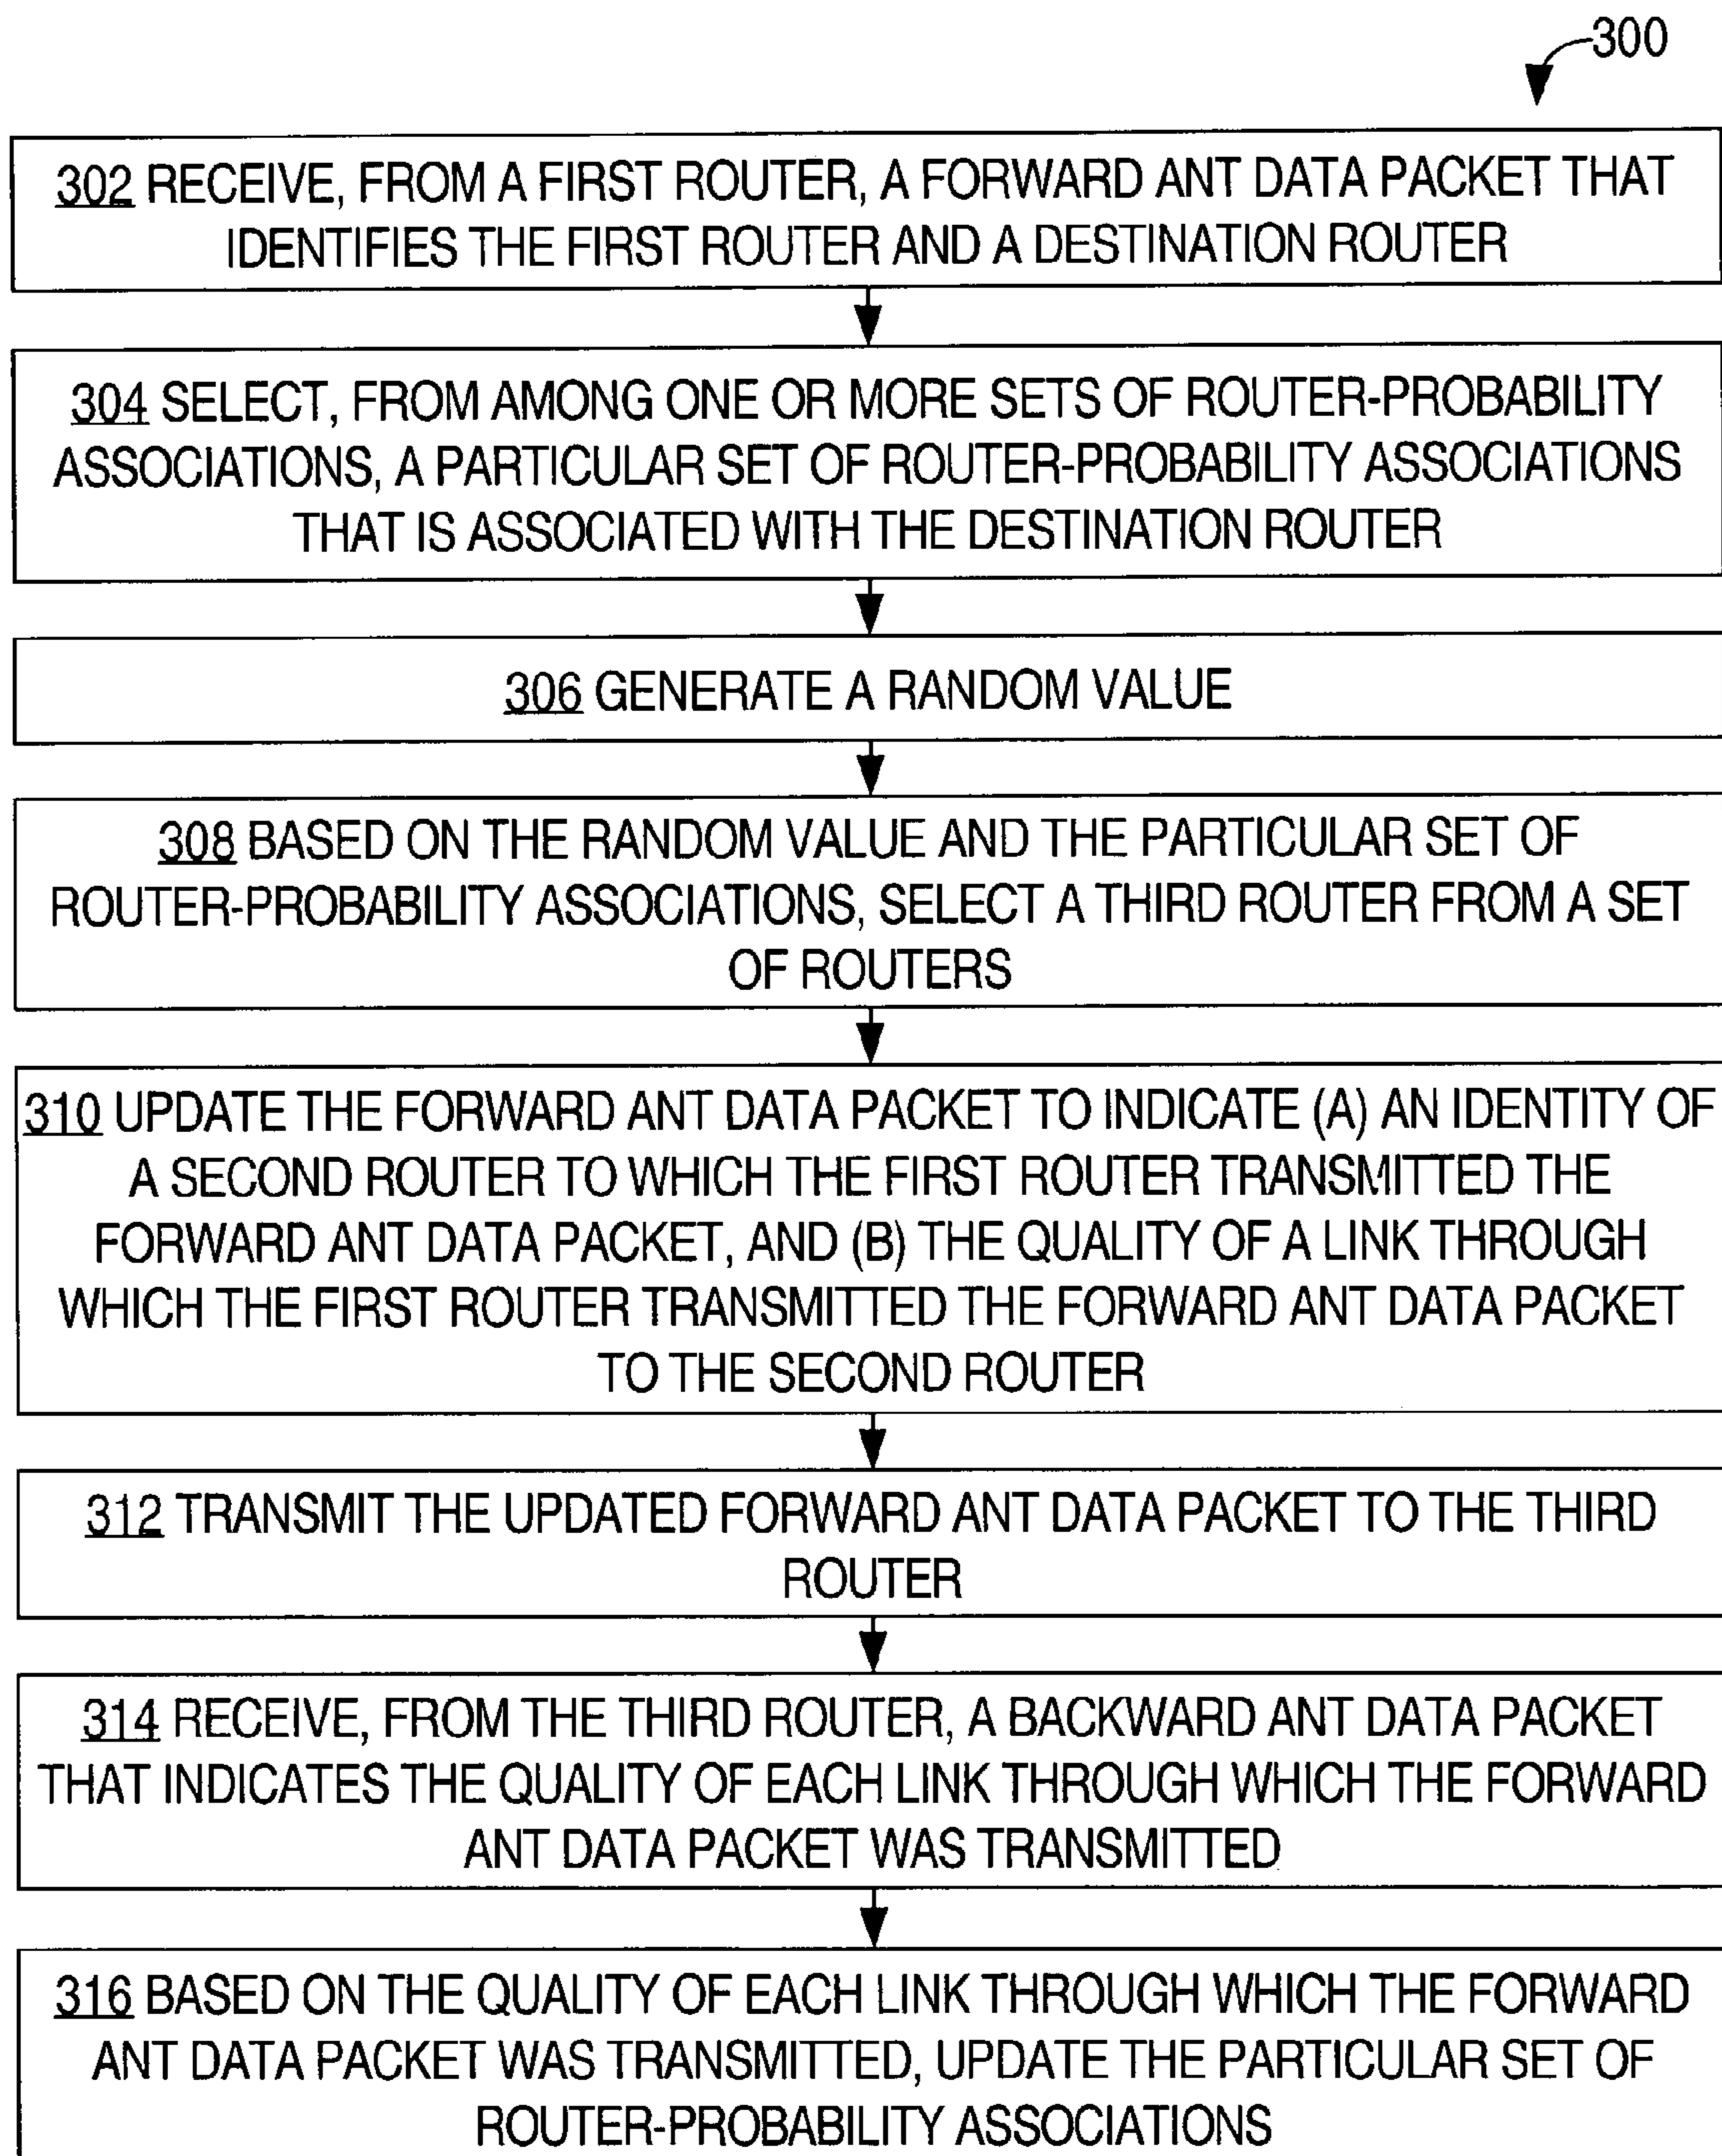 300
302 RECEIVE, FROM A FIRST ROUTER, A FORWARD ANT DATA PACKET THAT
IDENTIFIES THE FIRST ROUTER AND A DESTINATION ROUTER
304 SELECT, FROM AMONG ONE OR MORE SETS OF ROUTER-PROBABILITY
ASSOCIATIONS, A PARTICULAR SET OF ROUTER-PROBABILITY ASSOCIATIONS
THAT IS ASSOCIATED WITH THE DESTINATION ROUTER
306 GENERATE A RANDOM VALUE
308 BASED ON THE RANDOM VALUE AND THE PARTICULAR SET OF
ROUTER-PROBABILITY ASSOCIATIONS, SELECT A THIRD ROUTER FROM A SET
OF ROUTERS
310 UPDATE THE FORWARD ANT DATA PACKET TO INDICATE (A) AN IDENTITY OF
A SECOND ROUTER TO WHICH THE FIRST ROUTER TRANSMITTED THE
FORWARD ANT DATA PACKET, AND (B) THE QUALITY OF A LINK THROUGH
WHICH THE FIRST ROUTER TRANSMITTED THE FORWARD ANT DATA PACKET
TO THE SECOND ROUTER
312 TRANSMIT THE UPDATED FORWARD ANT DATA PACKET TO THE THIRD
ROUTER
314 RECEIVE, FROM THE THIRD ROUTER, A BACKWARD ANT DATA PACKET
THAT INDICATES THE QUALITY OF EACH LINK THROUGH WHICH THE FORWARD
ANT DATA PACKET WAS TRANSMITTED
316 BASED ON THE QUALITY OF EACH LINK THROUGH WHICH THE FORWARD
ANT DATA PACKET WAS TRANSMITTED, UPDATE THE PARTICULAR SET OF
ROUTER-PROBABILITY ASSOCIATIONS